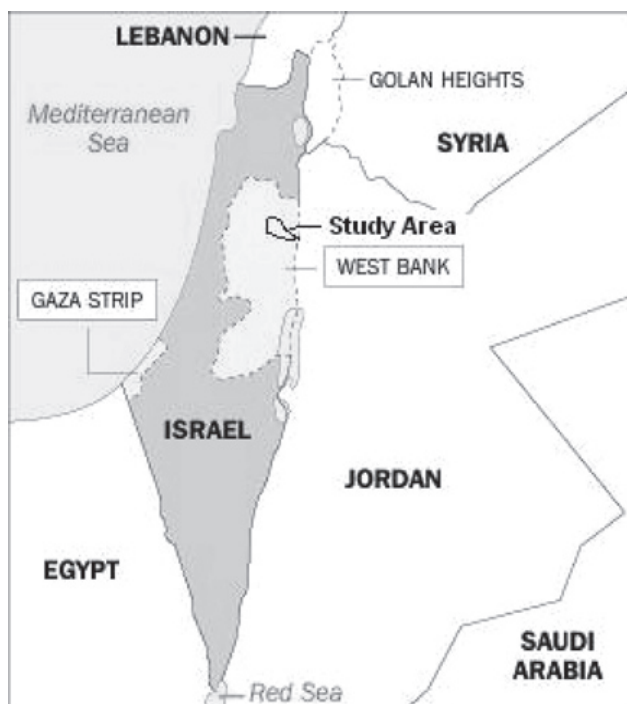 LEBANON
GOLAN HEIGHTS
Mediterranean
Sea
SYRIA
Study Area
WEST BANK
GAZA STRIP
ISRAEL
JORDAN
EGYPT
SAUDI
ARABIA
Red Sea